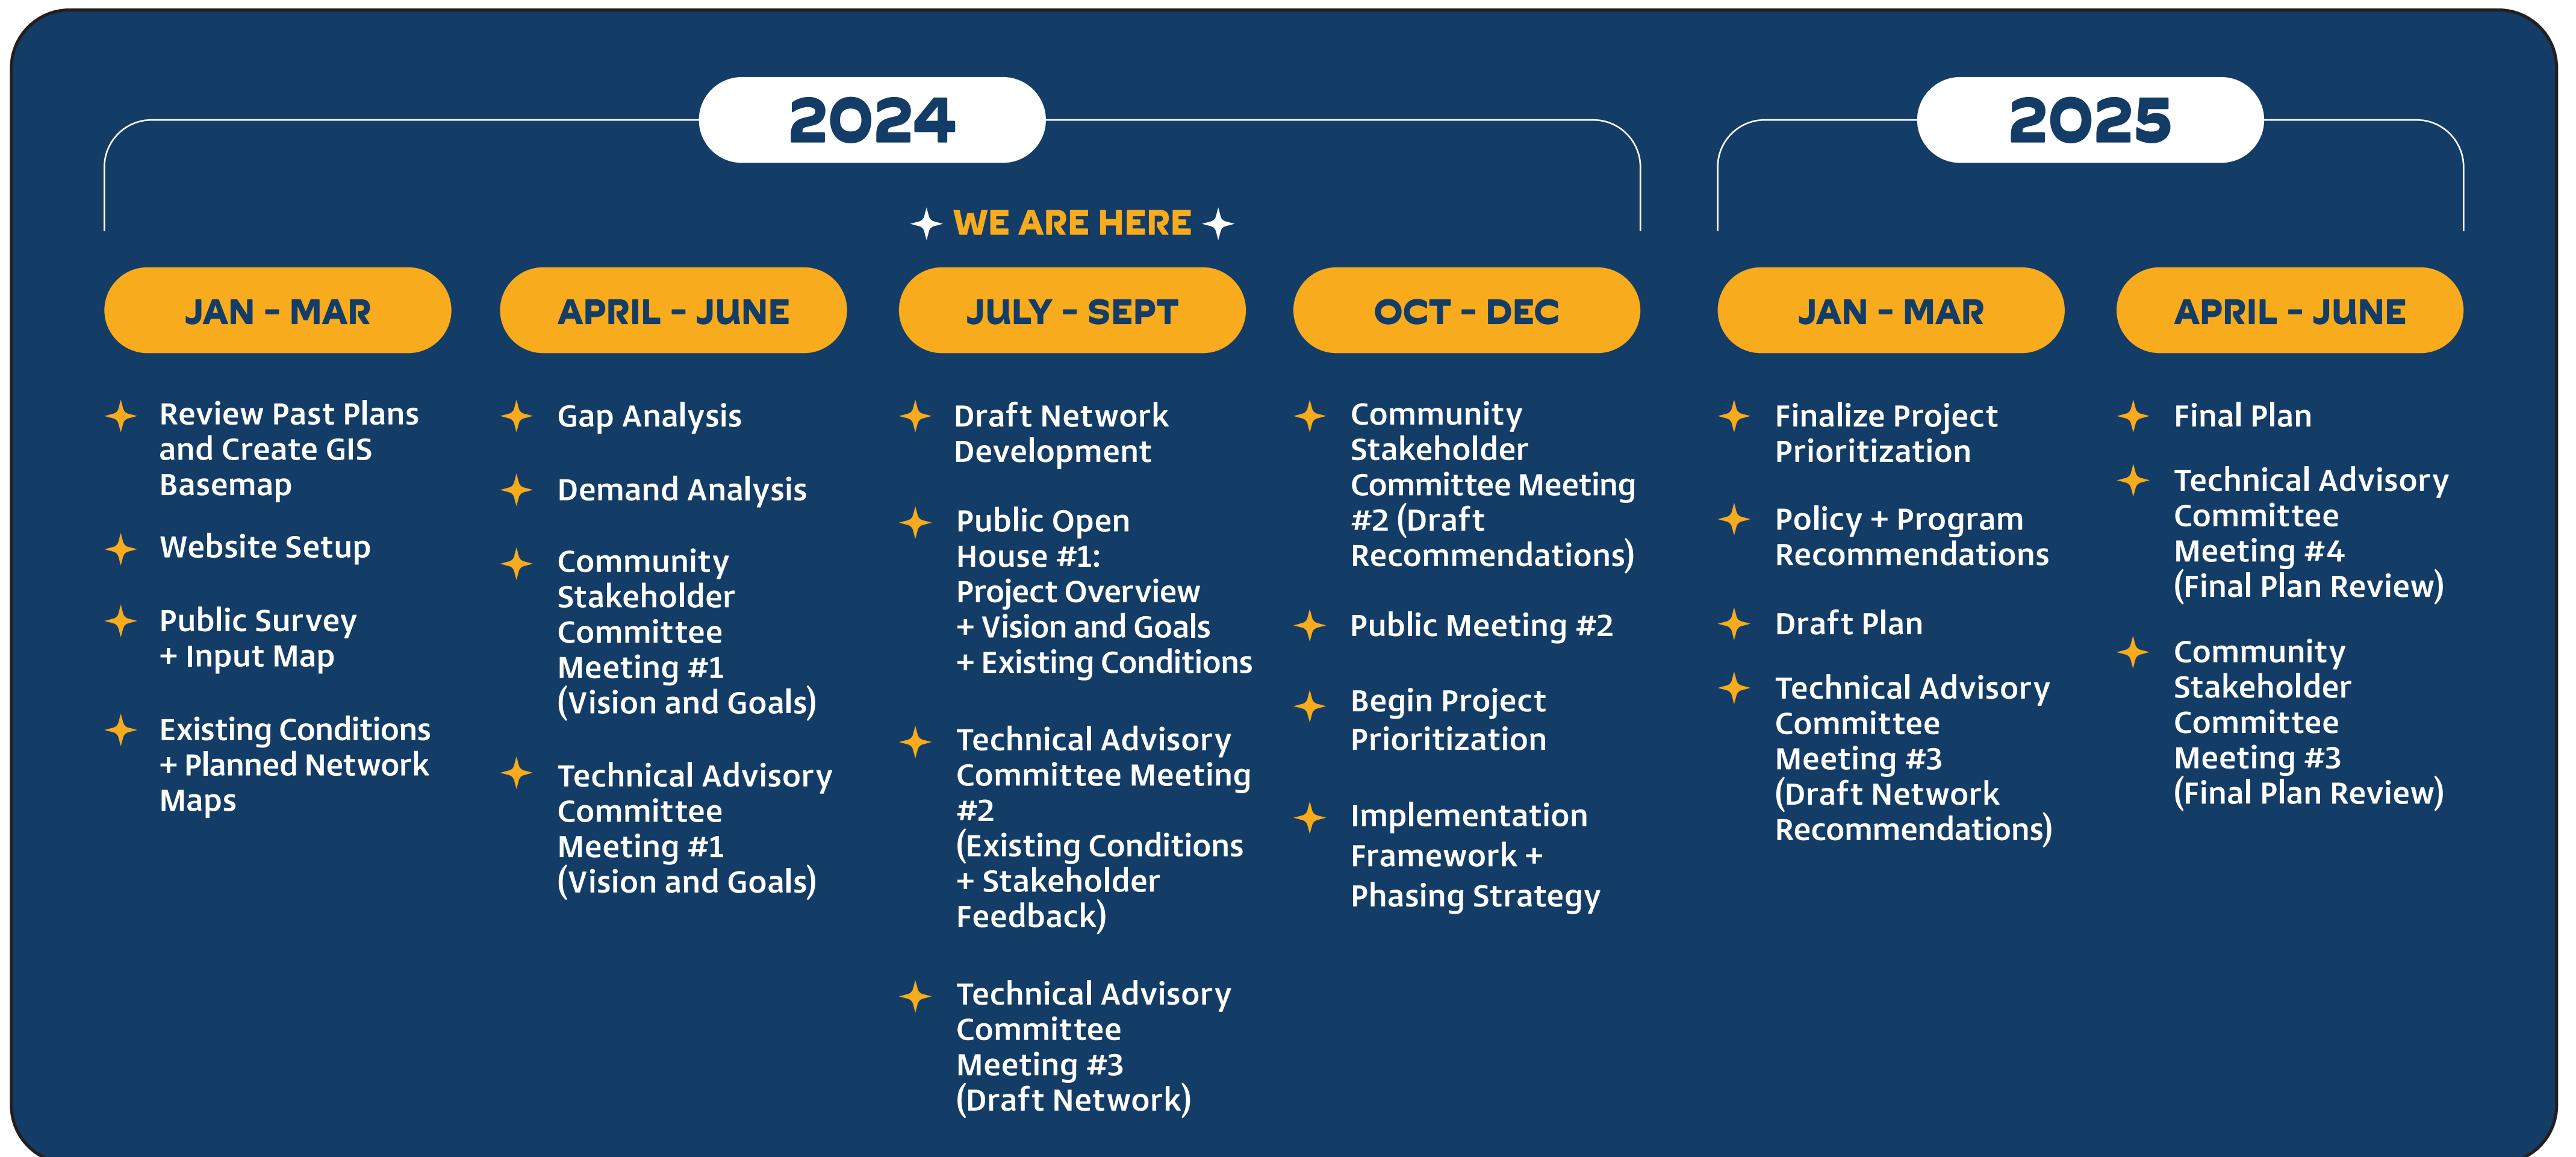 2024
2025
WE ARE HERE
JAN - MAR
Review Past Plans
and Create GIS
Basemap
Website Setup
Public Survey
+ Input Map
Existing Conditions
+ Planned Network
Maps
APRIL - JUNE
Gap Analysis
Demand Analysis
Community
Stakeholder
Committee
Meeting #1
(Vision and Goals)
Technical Advisory
Committee
Meeting #1
(Vision and Goals)
JULY - SEPT
Draft Network
Development
Public Open
House #1:
Project Overview
+ Vision and Goals
+ Existing Conditions
Technical Advisory
Committee Meeting
#2
(Existing Conditions
+ Stakeholder
Feedback)
Technical Advisory
Committee
Meeting #3
(Draft Network)
OCT - DEC
Community
Stakeholder
Committee Meeting
#2 (Draft
Recommendations)
Public Meeting #2
Begin Project
Prioritization
Implementation
Framework +
Phasing Strategy
JAN - MAR
Finalize Project
Prioritization
Policy + Program
Recommendations
Draft Plan
Technical Advisory
Committee
Meeting #3
(Draft Network
Recommendations)
APRIL - JUNE
Final Plan
Technical Advisory
Committee
Meeting #4
(Final Plan Review)
Community
Stakeholder
Committee
Meeting #3
(Final Plan Review)